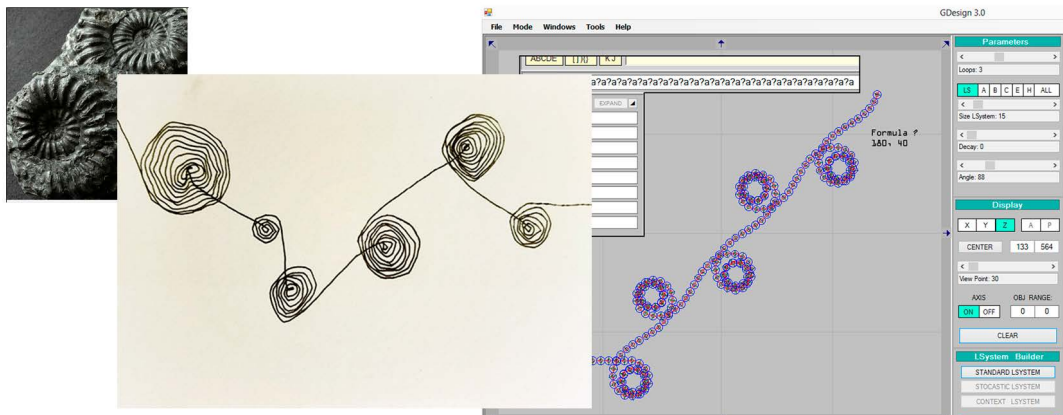 GDesign 3.0
File Mode Windows Tools Help
ABCDE [ ] ) ( ) K J
a?a?a?a?a?a?a?a?a?a?a?a?a?a?a?a?a?a?a?a?a
EXPAND
Formula ?
180, 40
Parameters
< >
Loops: 3
LS A B C E H ALL
< >
Size LSystem: 15
< >
Decay: 0
< >
Angle: 88
Display
X Y Z A P
CENTER 133 564
< >
View Point: 30
AXIS OBJ RANGE:
ON OFF 0 0
CLEAR
LSystem Builder
STANDARD LSYSTEM
STOCASTIC LSYSTEM
CONTEXT LSYSTEM